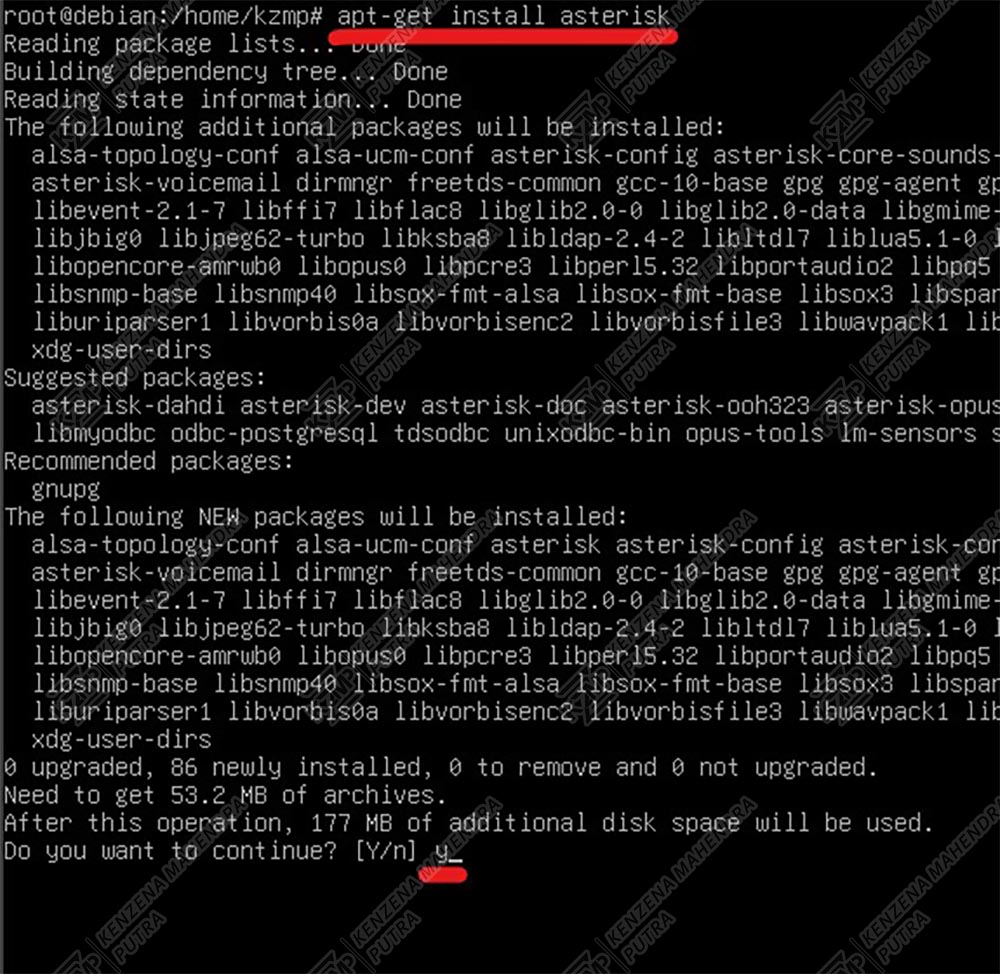 root@debian:/home/kzmp# apt-get install asterisk
Reading package lists... Done
Building dependency tree... Done
Reading state information... Done
The following additional packages will be installed:
alsa-topology-conf alsa-ucm-conf asterisk-config asterisk-core-sounds-
asterisk-voicemail dirmngr freetds-common gcc-10-base gpg gpg-agent gp
libevent-2.1-7 libffi7 libflac8 libglib2.0-0 libglib2.0-data libgmime-
libjbig0 libjpeg62-turbo libksba8 libldap-2.4-2 libltdl7 liblua5.1-0 l
libopencore-amrwb0 libopus0 libpcre3 libperl5.32 libportaudio2 libpq5
libsnmp-base libsnmp40 libsox-fmt-alsa libsox-fmt-base libsox3 libspan
liburiparser1 libvorbis0a libvorbisenc2 libvorbisfile3 libwavpack1 lib
xdg-user-dirs
Suggested packages:
asterisk-dahdi asterisk-dev asterisk-doc asterisk-ooh323 asterisk-opus
libmyodbc odbc-postgresql tdsodbc unixodbc-bin opus-tools lm-sensors s
Recommended packages:
gnupg
The following NEW packages will be installed:
alsa-topology-conf alsa-ucm-conf asterisk asterisk-config asterisk-cor
asterisk-voicemail dirmngr freetds-common gcc-10-base gpg gpg-agent gp
libevent-2.1-7 libffi7 libflac8 libglib2.0-0 libglib2.0-data libgmime-
libjbig0 libjpeg62-turbo libksba8 libldap-2.4-2 libltdl7 liblua5.1-0 l
libopencore-amrwb0 libopus0 libpcre3 libperl5.32 libportaudio2 libpq5
libsnmp-base libsnmp40 libsox-fmt-alsa libsox-fmt-base libsox3 libspan
liburiparser1 libvorbis0a libvorbisenc2 libvorbisfile3 libwavpack1 lib
xdg-user-dirs
0 upgraded, 86 newly installed, 0 to remove and 0 not upgraded.
Need to get 53.2 MB of archives.
After this operation, 177 MB of additional disk space will be used.
Do you want to continue? [Y/n] y_
KZMP KENZENA MAHENDRA
PUTRA